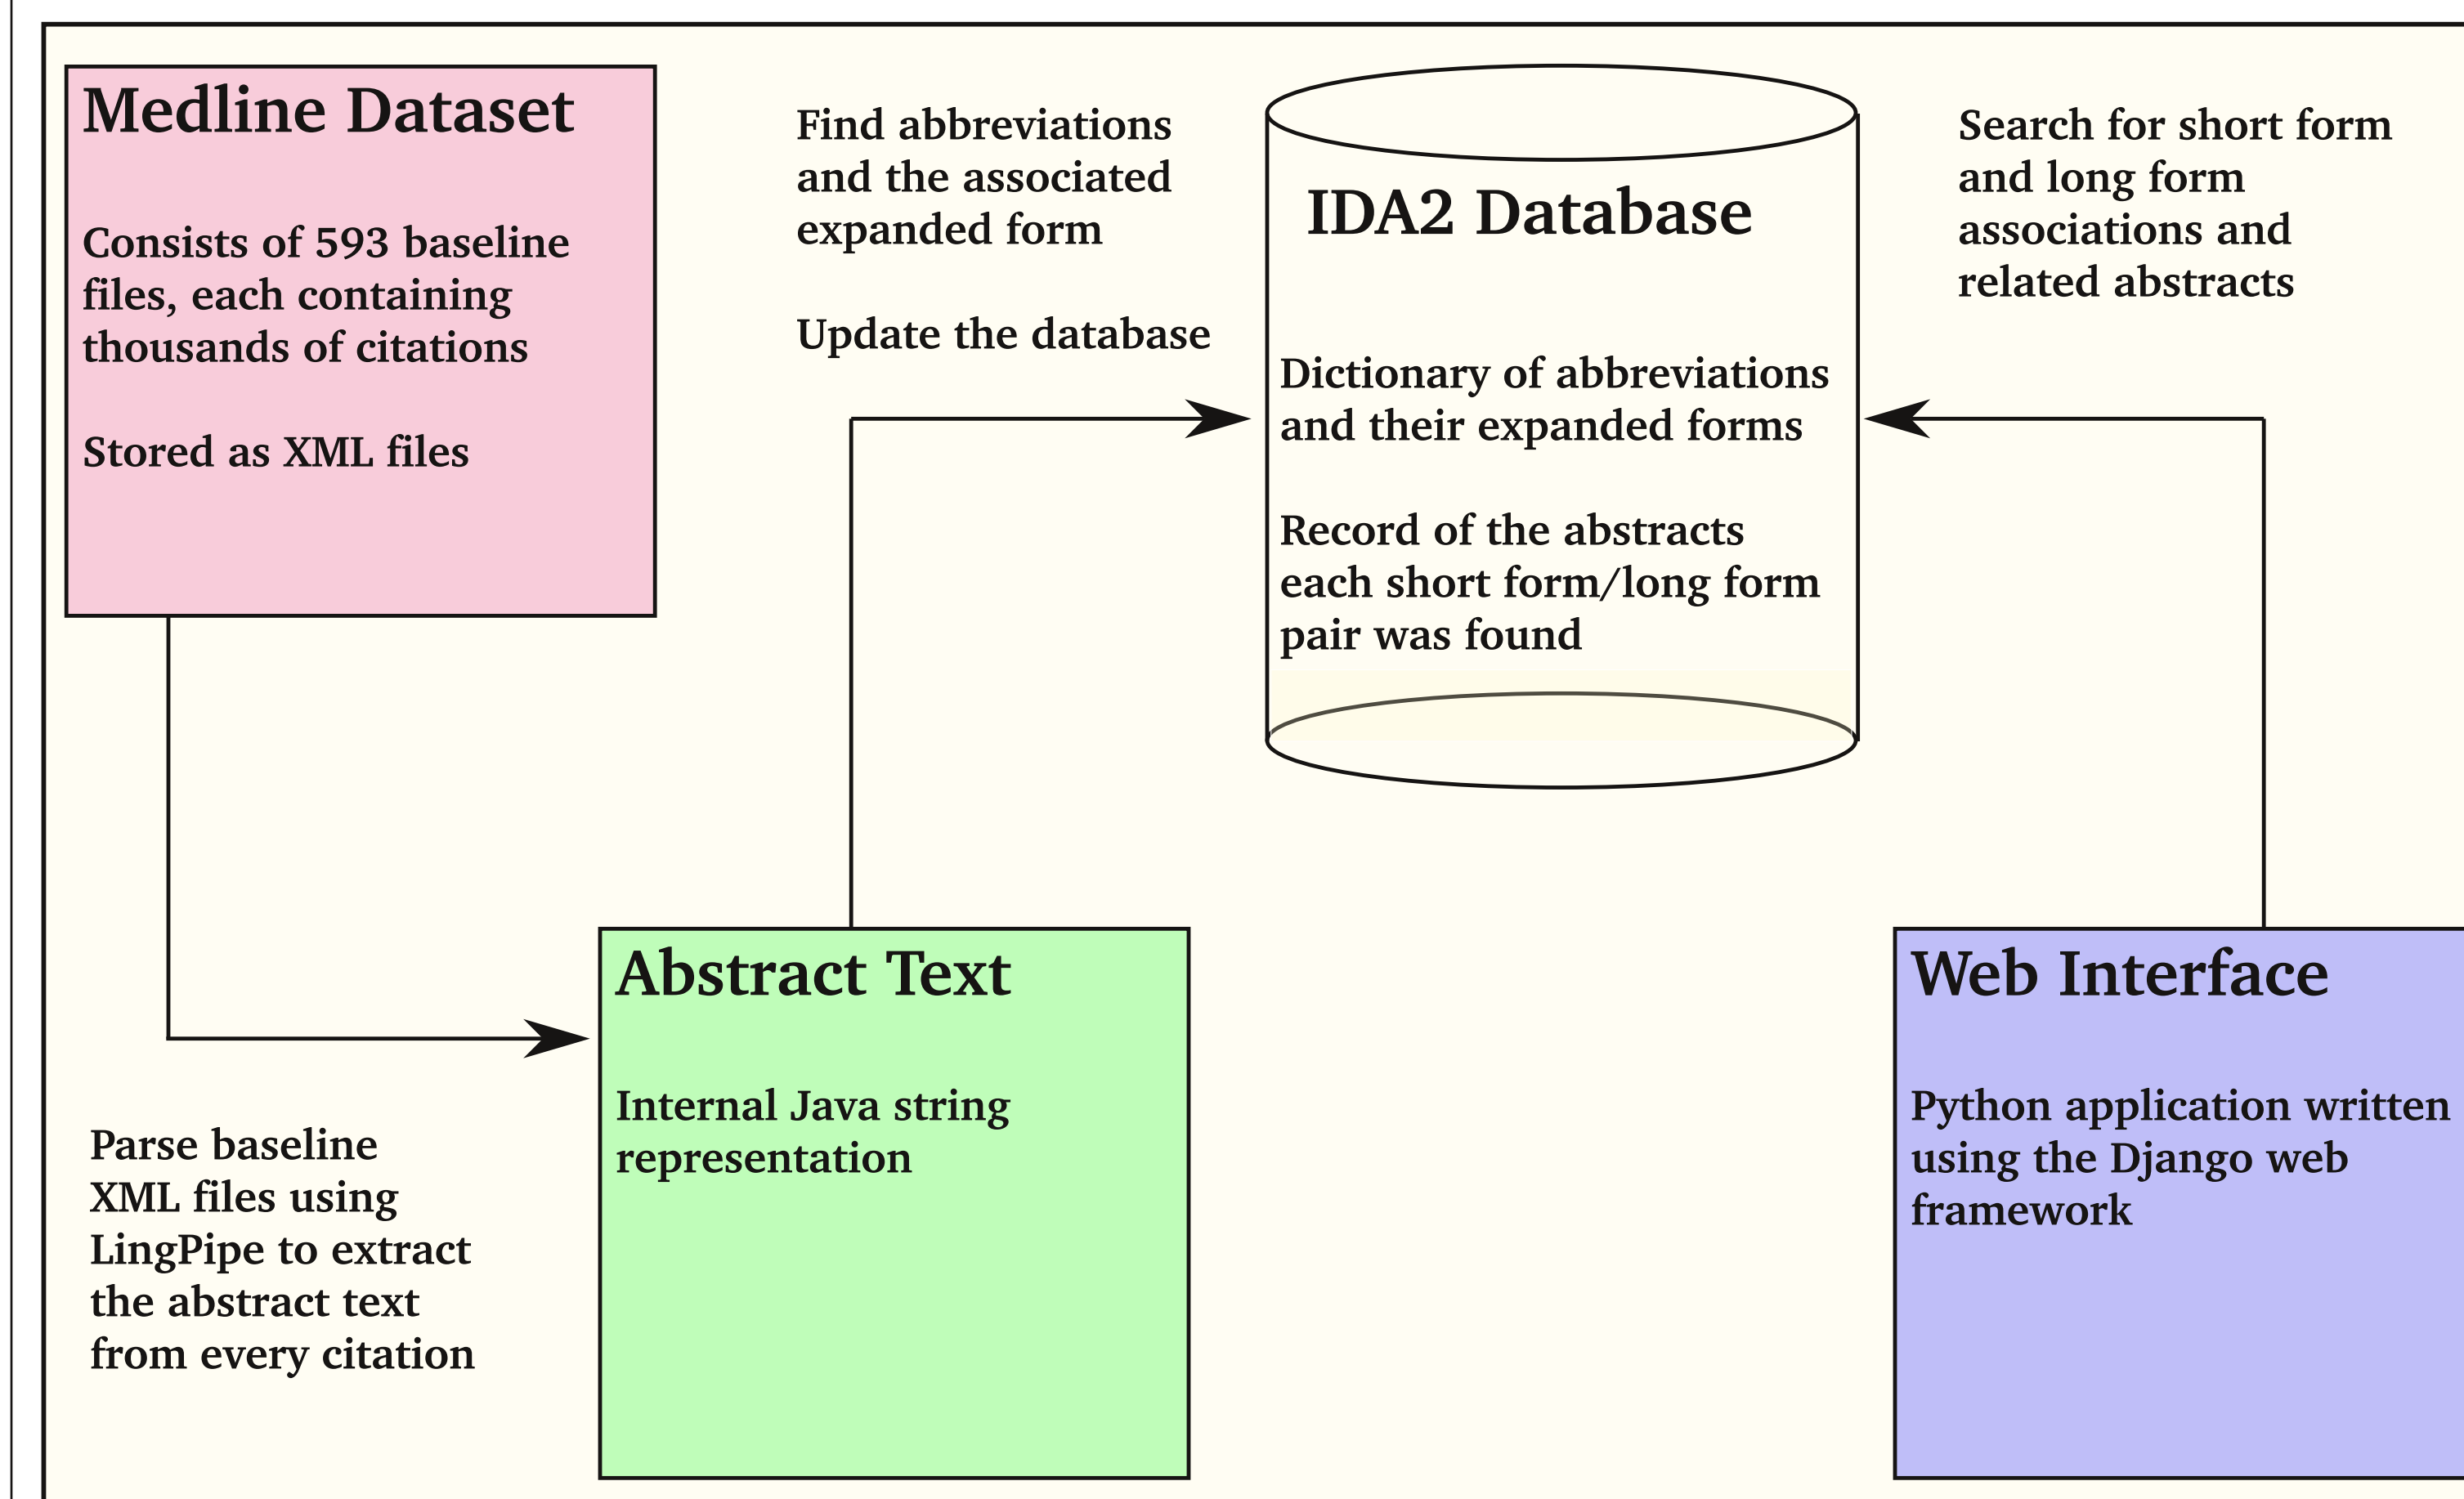 Medline Dataset
Consists of 593 baseline
files, each containing
thousands of citations
Stored as XML files
Find abbreviations
and the associated
expanded form
Update the database
IDA2 Database
Dictionary of abbreviations
and their expanded forms
Record of the abstracts
each short form/long form
pair was found
Search for short form
and long form
associations and
related abstracts
Parse baseline
XML files using
LingPipe to extract
the abstract text
from every citation
Abstract Text
Internal Java string
representation
Web Interface
Python application written
using the Django web
framework